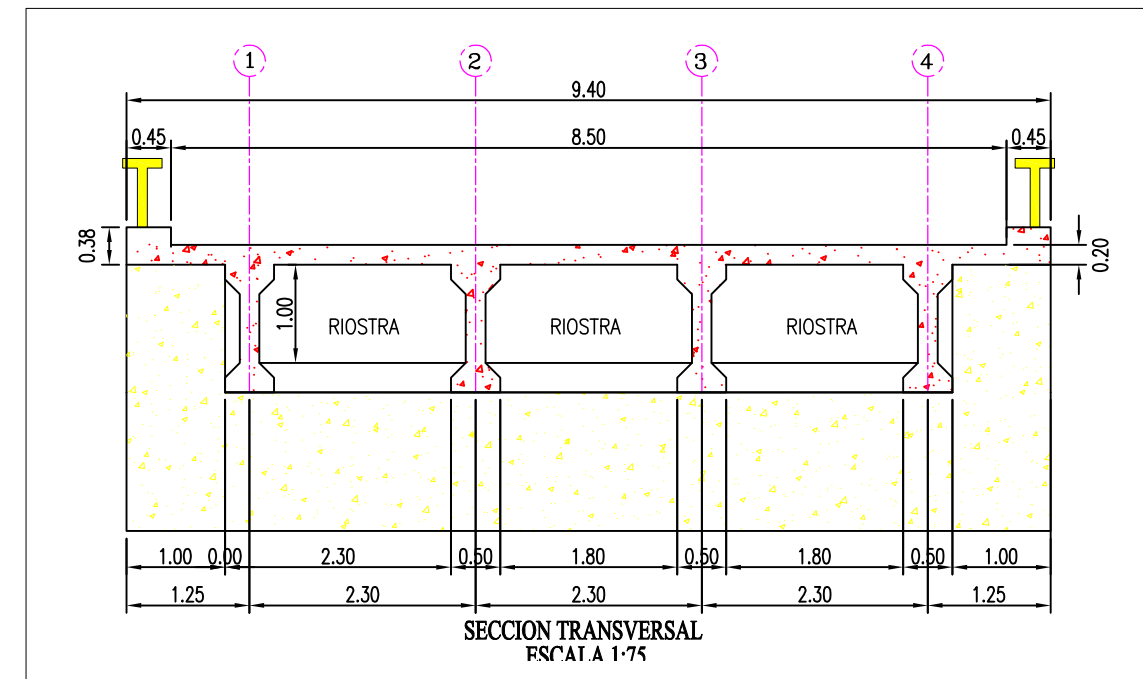 1 2 3 4
9.40
0.45 8.50 0.45
0.38 0.20
1.00
RIOSTRA RIOSTRA RIOSTRA
1.00 0.00 2.30 0.50 1.80 0.50 1.80 0.50 1.00
1.25 2.30 2.30 2.30 1.25
SECCION TRANSVERSAL
ESCALA 1:75